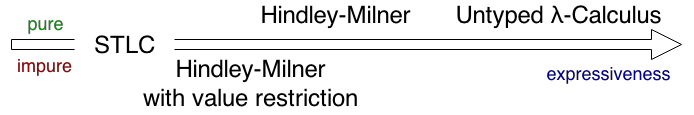 Hindley-Milner
Untyped λ-Calculus
pure
STLC
impure
Hindley-Milner
with value restriction
expressiveness